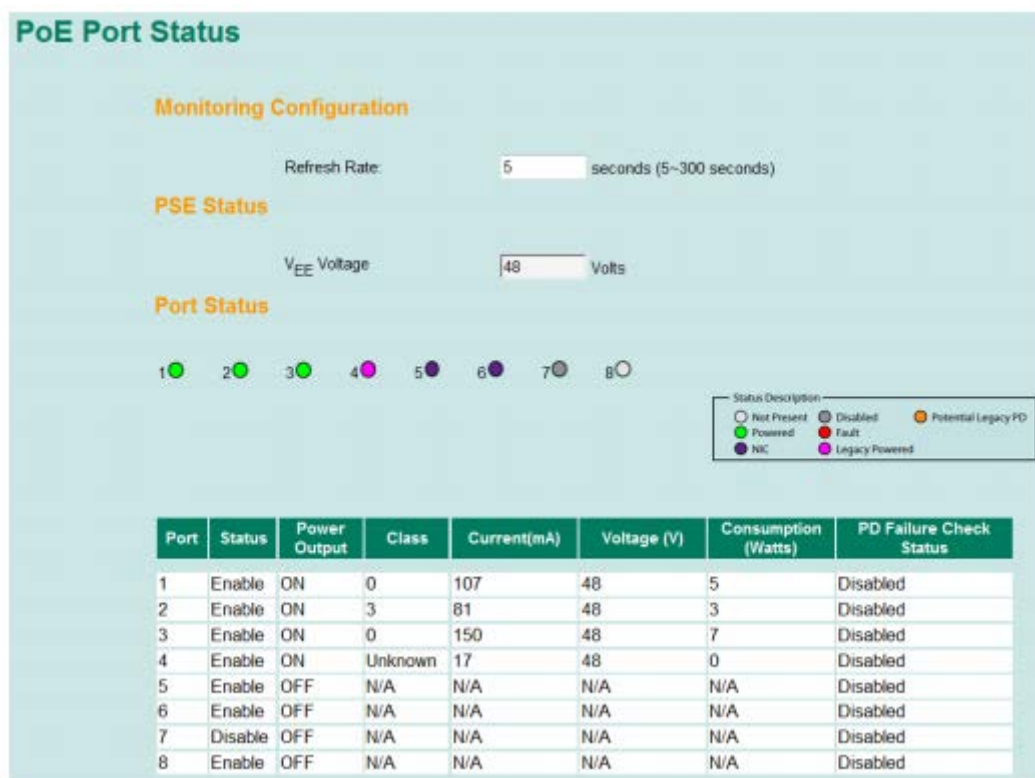 PoE Port Status
Monitoring Configuration
Refresh Rate: 5 seconds (5~300 seconds)
PSE Status
VEE Voltage 48 Volts
Port Status
1 2 3 4 5 6 7 8
Status Description
Not Present Disabled Potential Legacy PD
Powered Fault
NIC Legacy Powered
Port Status Power Output Class Current(mA) Voltage (V) Consumption (Watts) PD Failure Check Status
1 Enable ON 0 107 48 5 Disabled
2 Enable ON 3 81 48 3 Disabled
3 Enable ON 0 150 48 7 Disabled
4 Enable ON Unknown 17 48 0 Disabled
5 Enable OFF N/A N/A N/A N/A Disabled
6 Enable OFF N/A N/A N/A N/A Disabled
7 Disable OFF N/A N/A N/A N/A Disabled
8 Enable OFF N/A N/A N/A N/A Disabled